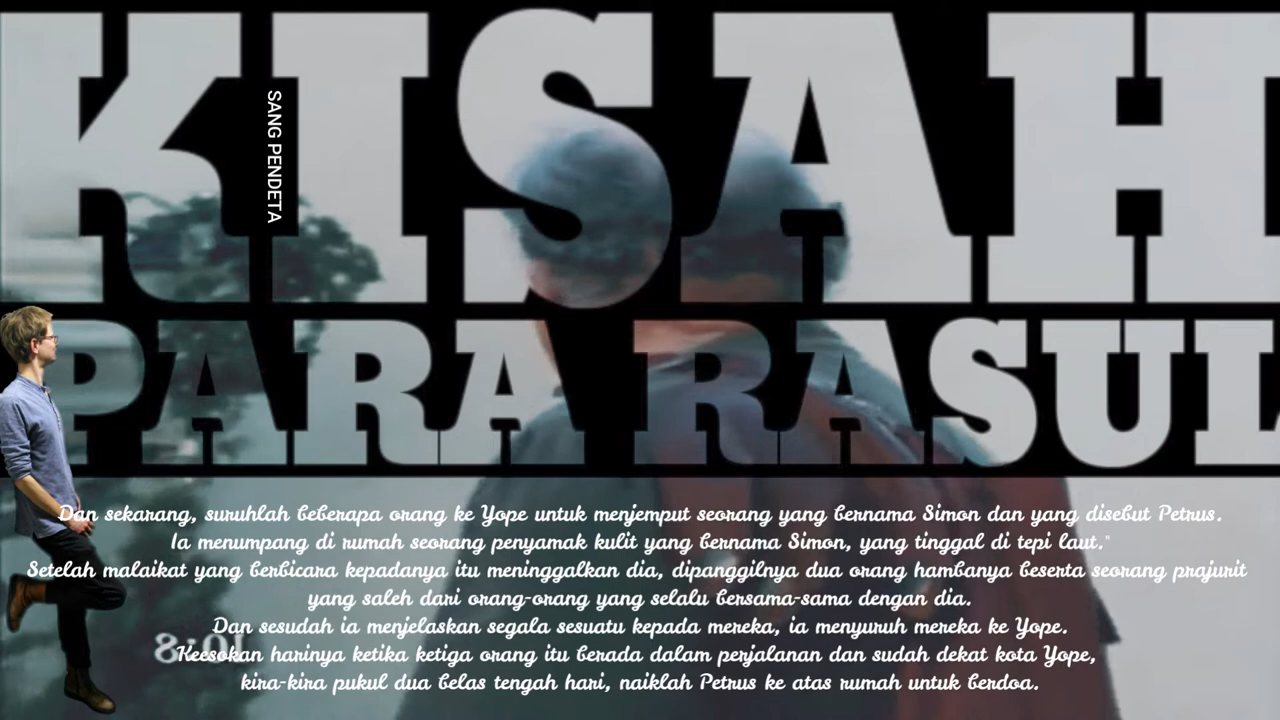 KISAH
SANG PENDETA
PARA RASUL
Dan sekarang, suruhlah beberapa orang ke Yope untuk menjemput seorang yang bernama Simon dan yang disebut Petrus.
Ia menumpang di rumah seorang penyamak kulit yang bernama Simon, yang tinggal di tepi laut."
Setelah malaikat yang berbicara kepadanya itu meninggalkan dia, dipanggilnya dua orang hambanya beserta seorang prajurit
yang saleh dari orang-orang yang selalu bersama-sama dengan dia.
Dan sesudah ia menjelaskan segala sesuatu kepada mereka, ia menyuruh mereka ke Yope.
Keesokan harinya ketika ketiga orang itu berada dalam perjalanan dan sudah dekat kota Yope,
kira-kira pukul dua belas tengah hari, naiklah Petrus ke atas rumah untuk berdoa.